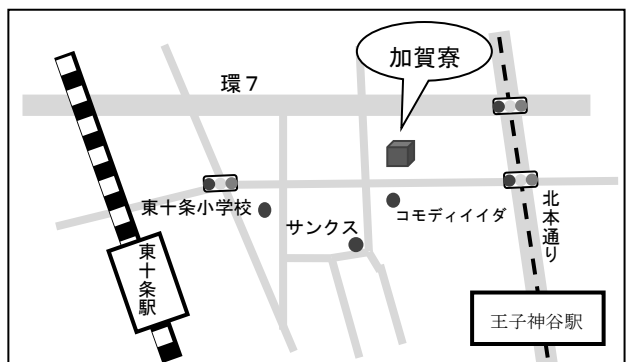 加賀寮
環７
東十条小学校
サンクス
コモディイイダ
北本通り
東十条駅
王子神谷駅